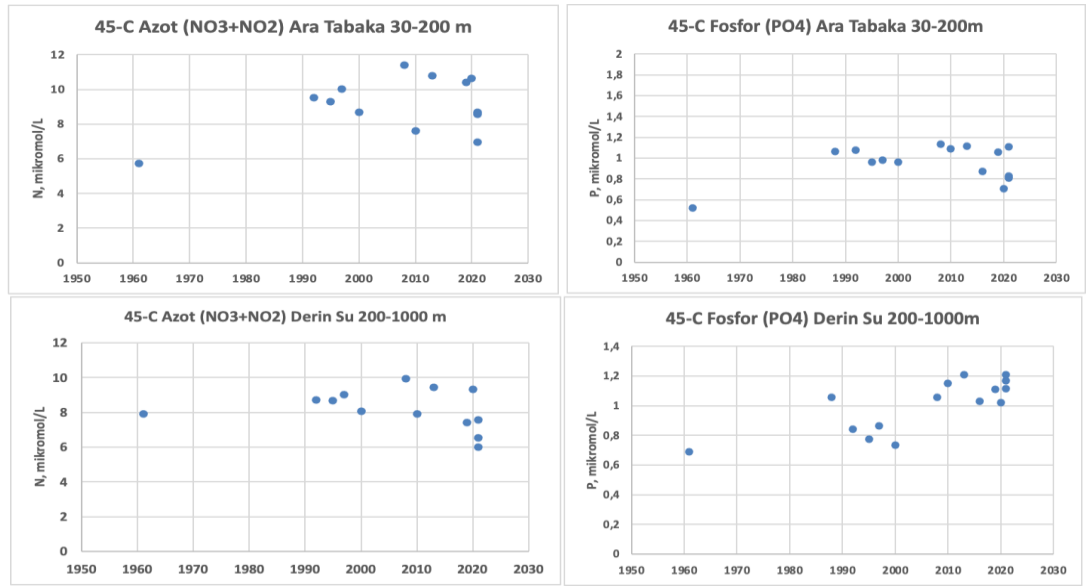 45-C Azot (NO3+NO2) Ara Tabaka 30-200 m
N, mikromol/L
12
10
8
6
4
2
0
1950 1960 1970 1980 1990 2000 2010 2020 2030
45-C Fosfor (PO4) Ara Tabaka 30-200m
P, mikromol/L
2
1,8
1,6
1,4
1,2
1
0,8
0,6
0,4
0,2
0
1950 1960 1970 1980 1990 2000 2010 2020 2030
45-C Azot (NO3+NO2) Derin Su 200-1000 m
N, mikromol/L
12
10
8
6
4
2
0
1950 1960 1970 1980 1990 2000 2010 2020 2030
45-C Fosfor (PO4) Derin Su 200-1000m
P, mikromol/L
1,4
1,2
1
0,8
0,6
0,4
0,2
0
1950 1960 1970 1980 1990 2000 2010 2020 2030